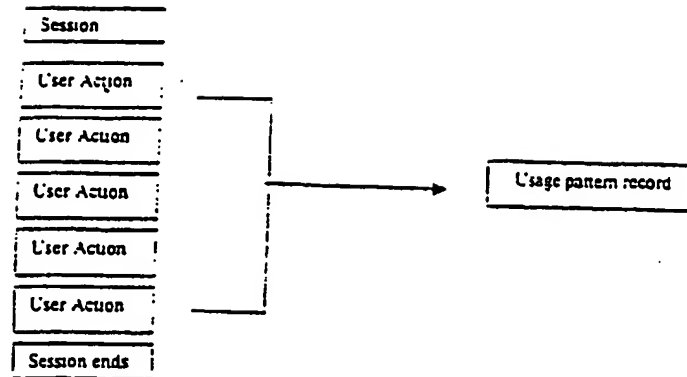 Session
User Action
User Action
User Action
User Action
User Action
Session ends
Usage pattern record